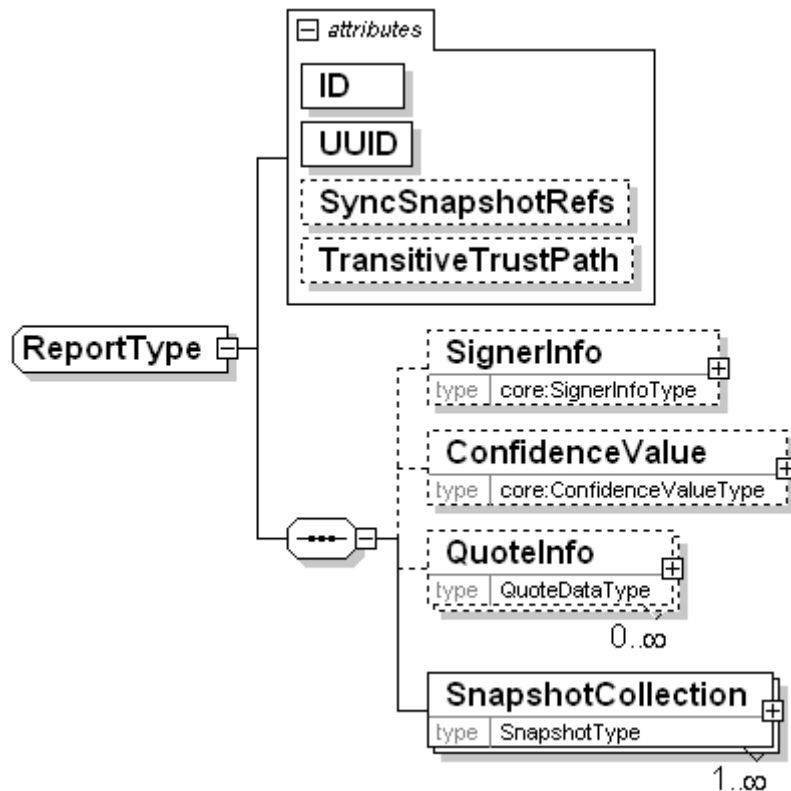 attributes
ID
UUID
SyncSnapshotRefs
TransitiveTrustPath
ReportType
SignerInfo
type core:SignerInfoType
ConfidenceValue
type core:ConfidenceValueType
QuoteInfo
type QuoteDataType
0..∞
SnapshotCollection
type SnapshotType
1..∞